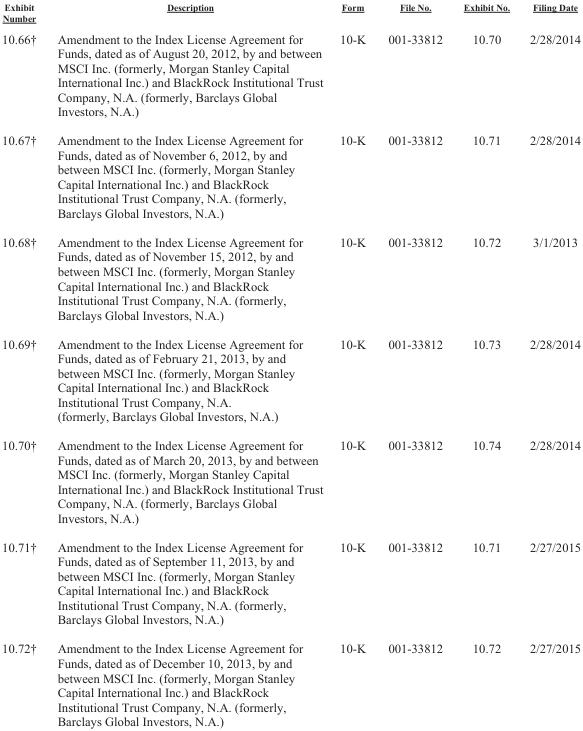 Exhibit
Number Description Form File No. Exhibit No. Filing Date
10.66† Amendment to the Index License Agreement for 10-K 001-33812 10.70 2/28/2014
Funds, dated as of August 20, 2012, by and between
MSCI Inc. (formerly, Morgan Stanley Capital
International Inc.) and BlackRock Institutional Trust
Company, N.A. (formerly, Barclays Global
Investors, N.A.)
10.67† Amendment to the Index License Agreement for 10-K 001-33812 10.71 2/28/2014
Funds, dated as of November 6, 2012, by and
between MSCI Inc. (formerly, Morgan Stanley
Capital International Inc.) and BlackRock
Institutional Trust Company, N.A. (formerly,
Barclays Global Investors, N.A.)
10.68† Amendment to the Index License Agreement for 10-K 001-33812 10.72 3/1/2013
Funds, dated as of November 15, 2012, by and
between MSCI Inc. (formerly, Morgan Stanley
Capital International Inc.) and BlackRock
Institutional Trust Company, N.A. (formerly,
Barclays Global Investors, N.A.)
10.69† Amendment to the Index License Agreement for 10-K 001-33812 10.73 2/28/2014
Funds, dated as of February 21, 2013, by and
between MSCI Inc. (formerly, Morgan Stanley
Capital International Inc.) and BlackRock
Institutional Trust Company, N.A.
(formerly, Barclays Global Investors, N.A.)
10.70† Amendment to the Index License Agreement for 10-K 001-33812 10.74 2/28/2014
Funds, dated as of March 20, 2013, by and between
MSCI Inc. (formerly, Morgan Stanley Capital
International Inc.) and BlackRock Institutional Trust
Company, N.A. (formerly, Barclays Global
Investors, N.A.)
10.71† Amendment to the Index License Agreement for 10-K 001-33812 10.71 2/27/2015
Funds, dated as of September 11, 2013, by and
between MSCI Inc. (formerly, Morgan Stanley
Capital International Inc.) and BlackRock
Institutional Trust Company, N.A. (formerly,
Barclays Global Investors, N.A.)
10.72† Amendment to the Index License Agreement for 10-K 001-33812 10.72 2/27/2015
Funds, dated as of December 10, 2013, by and
between MSCI Inc. (formerly, Morgan Stanley
Capital International Inc.) and BlackRock
Institutional Trust Company, N.A. (formerly,
Barclays Global Investors, N.A.)